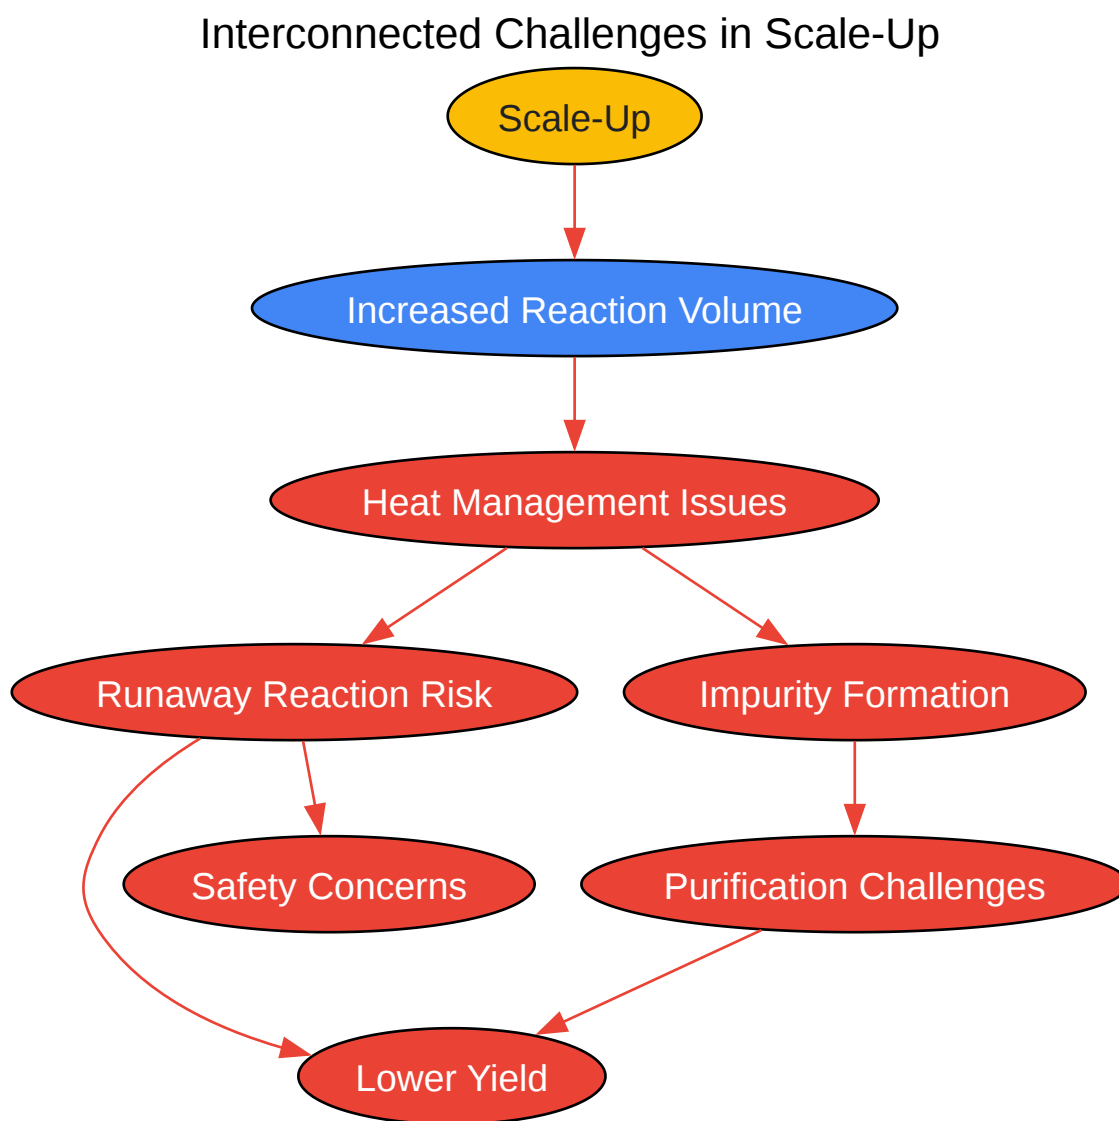 Interconnected Challenges in Scale-Up
Scale-Up
Increased Reaction Volume
Heat Management Issues
Runaway Reaction Risk
Impurity Formation
Safety Concerns
Purification Challenges
Lower Yield